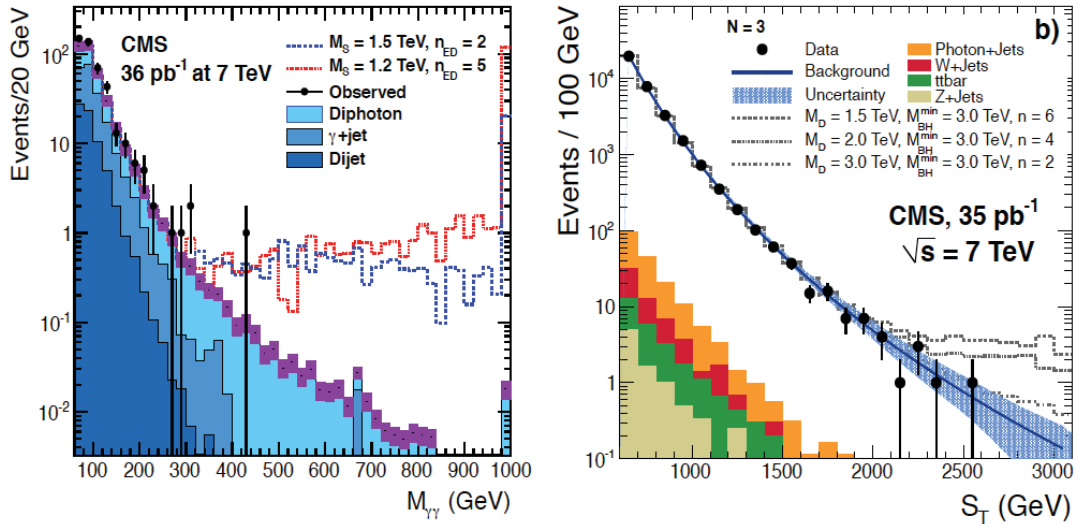 CMS
36 pb⁻¹ at 7 TeV
M_S = 1.5 TeV, n_ED = 2
M_S = 1.2 TeV, n_ED = 5
Observed
Diphoton
γ+jet
Dijet
Events/20 GeV
10²
10
1
10⁻¹
10⁻²
100 200 300 400 500 600 700 800 900 1000
M_γγ (GeV)
b)
N = 3
Data
Background
Uncertainty
Photon+Jets
W+Jets
ttbar
Z+Jets
M_D = 1.5 TeV, M_BH^min = 3.0 TeV, n = 6
M_D = 2.0 TeV, M_BH^min = 3.0 TeV, n = 4
M_D = 3.0 TeV, M_BH^min = 3.0 TeV, n = 2
CMS, 35 pb⁻¹
√s = 7 TeV
Events / 100 GeV
10⁴
10³
10²
10
1
10⁻¹
1000 1500 2000 2500 3000
S_T (GeV)